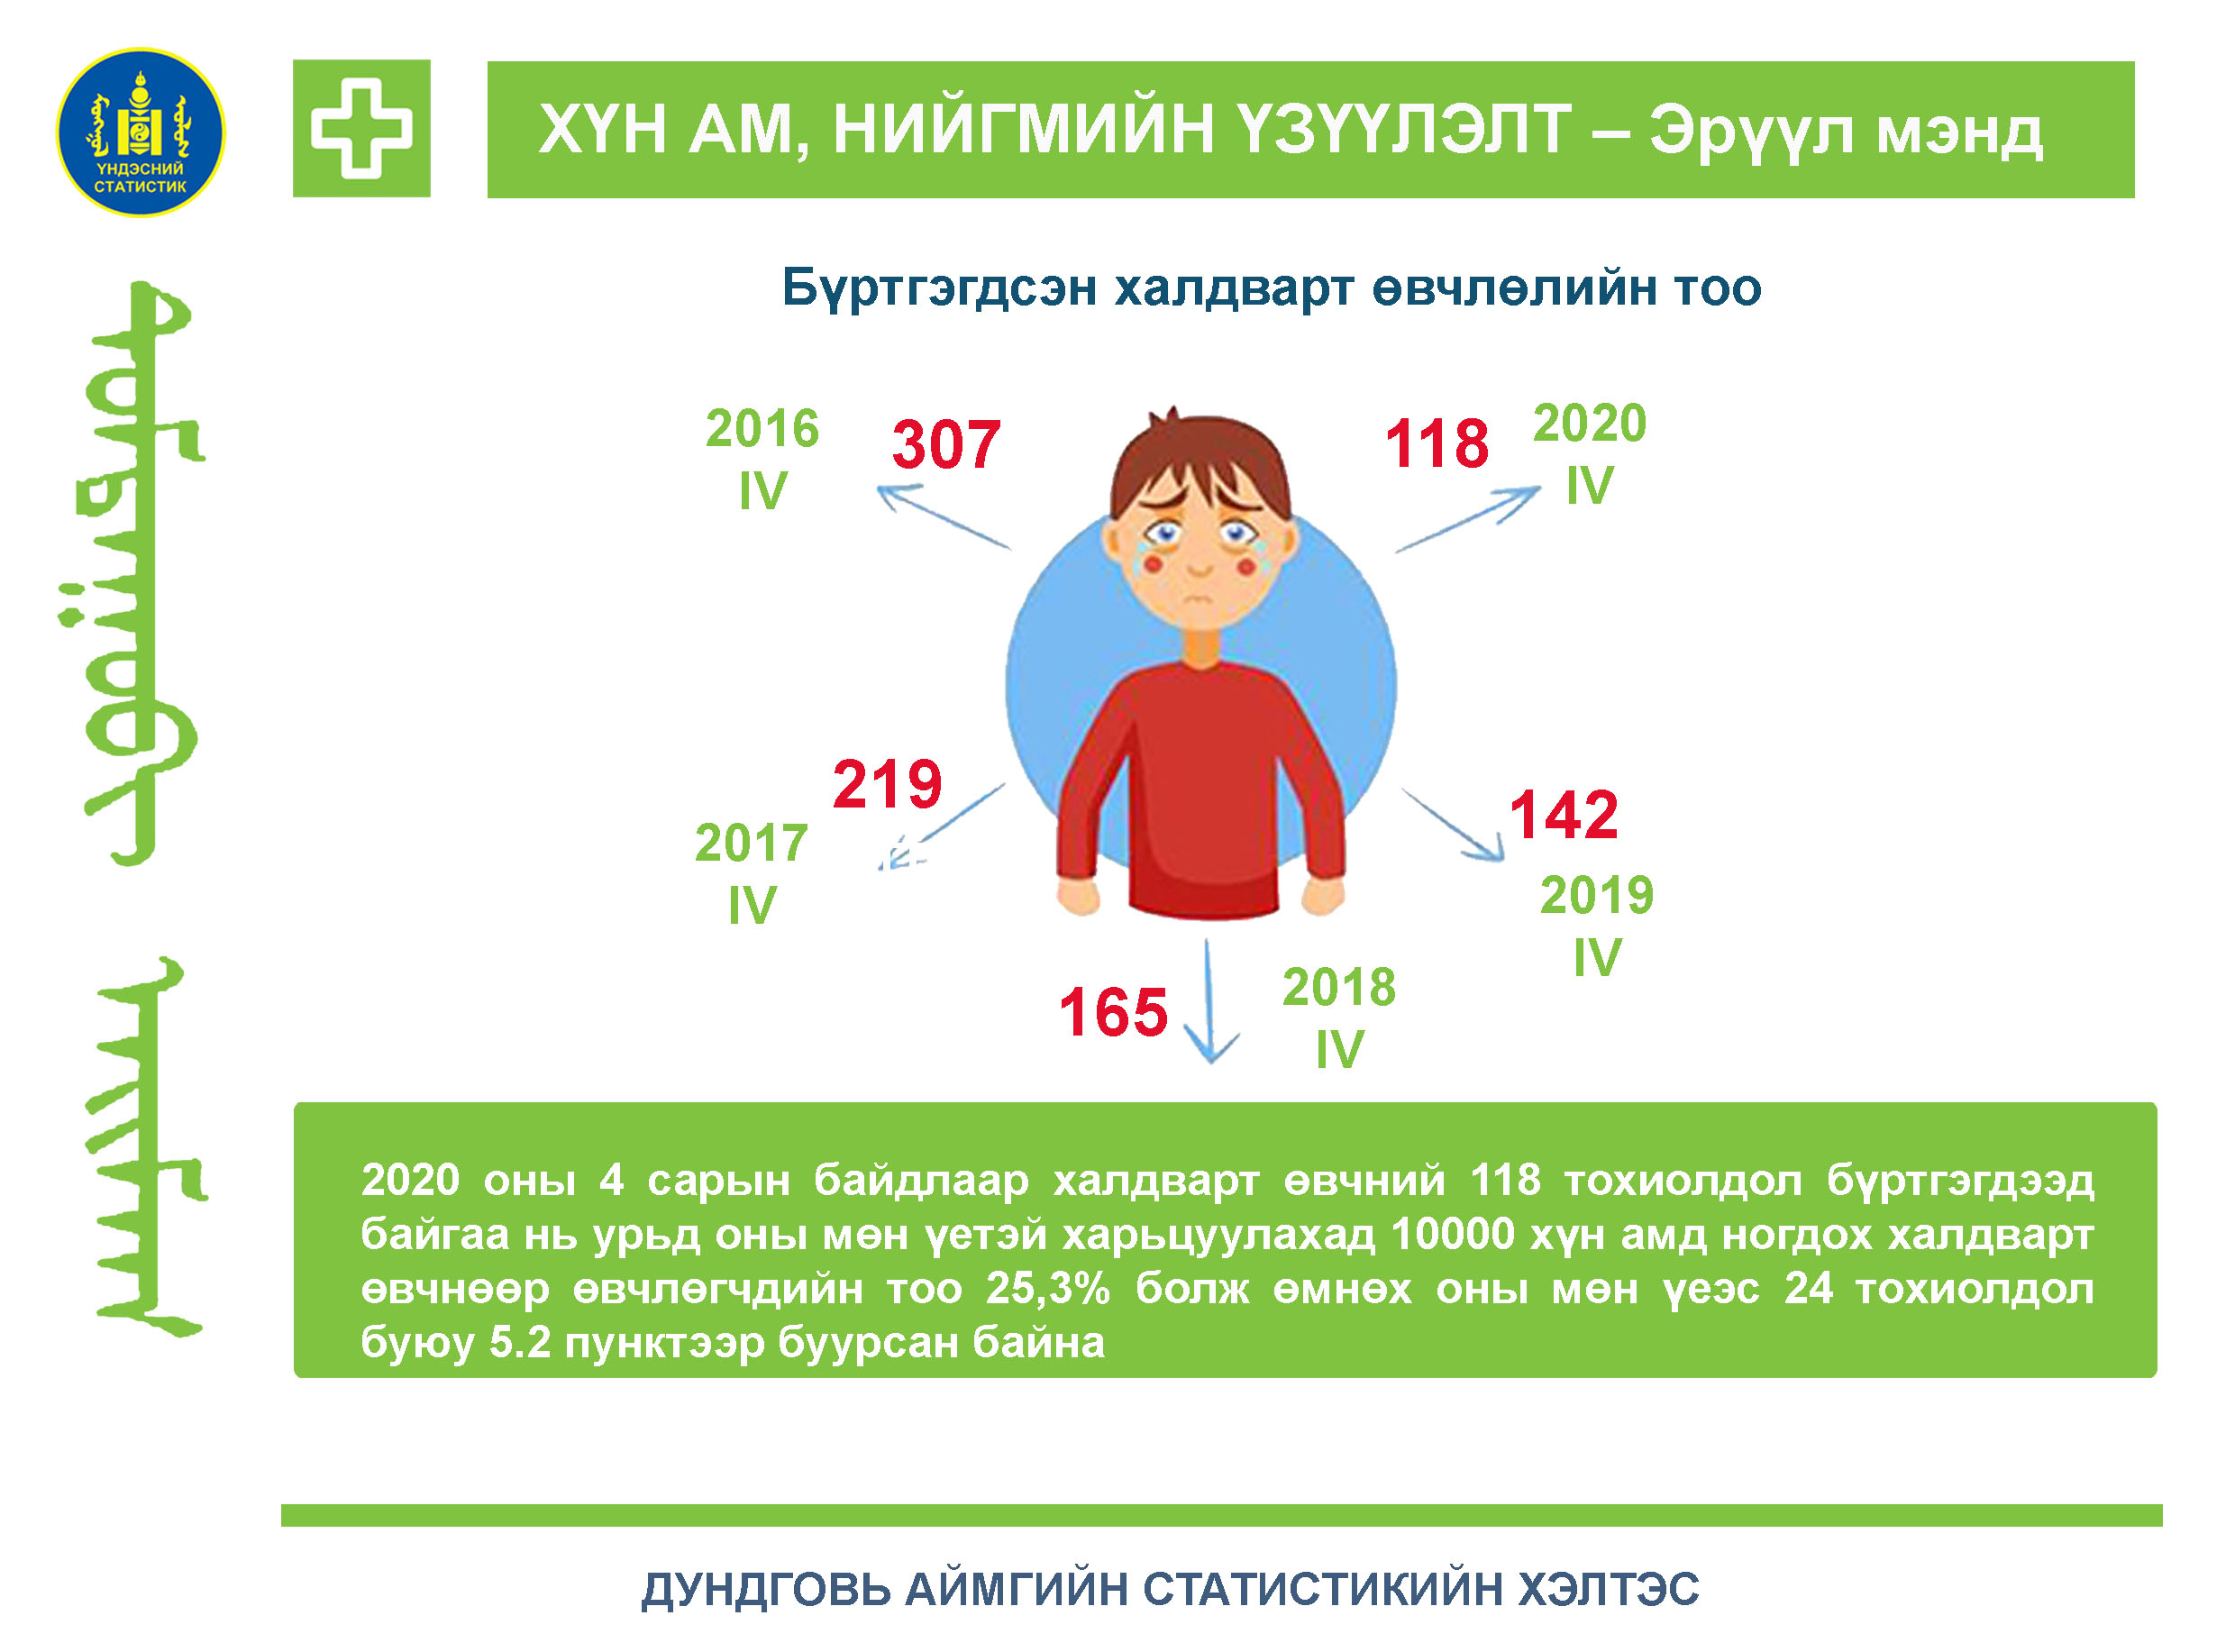 ҮНДЭСНИЙ
СТАТИСТИК
ХҮН АМ, НИЙГМИЙН ҮЗҮҮЛЭЛТ – Эрүүл мэнд
Бүртгэгдсэн халдварт өвчлөлийн тоо
2016
IV
307
118
2020
IV
219
2017
IV
142
2019
IV
165
2018
IV
2020 оны 4 сарын байдлаар халдварт өвчний 118 тохиолдол бүртгэгдээд
байгаа нь урьд оны мөн үетэй харьцуулахад 10000 хүн амд ногдох халдварт
өвчнөөр өвчлөгчдийн тоо 25,3% болж өмнөх оны мөн үеэс 24 тохиолдол
буюу 5.2 пунктээр буурсан байна
ДУНДГОВЬ АЙМГИЙН СТАТИСТИКИЙН ХЭЛТЭС